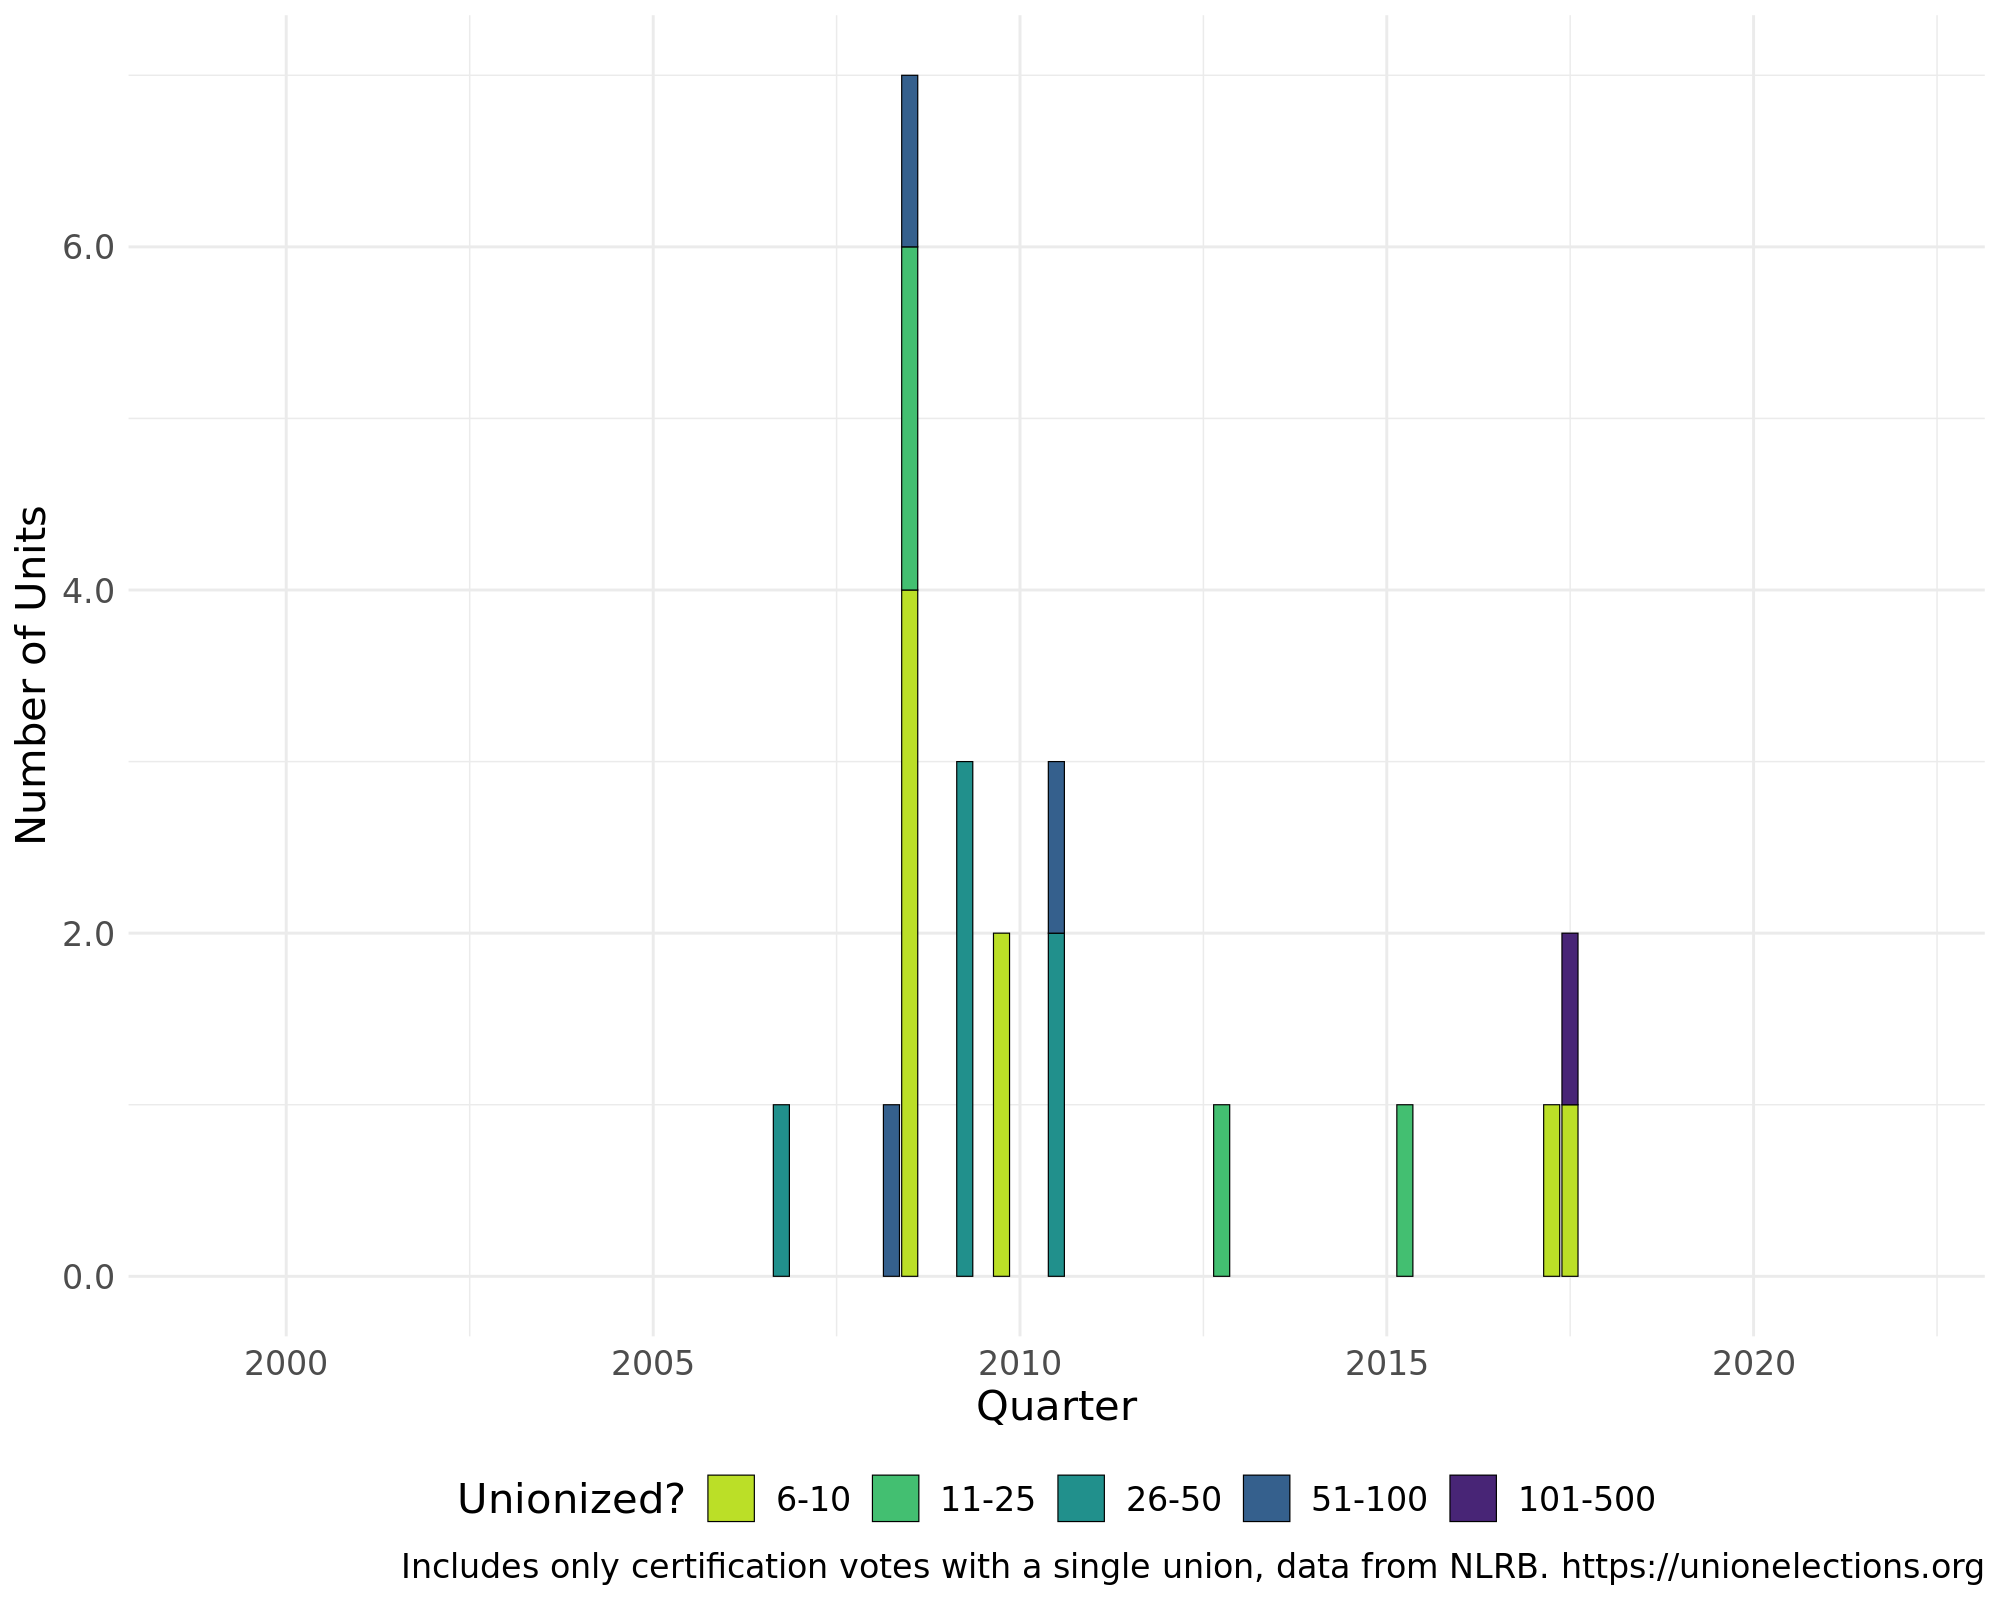 Number of Units
6.0
4.0
2.0
0.0
2000 2005 2010 2015 2020
Quarter
Unionized? 6-10 11-25 26-50 51-100 101-500
Includes only certification votes with a single union, data from NLRB. https://unionelections.org